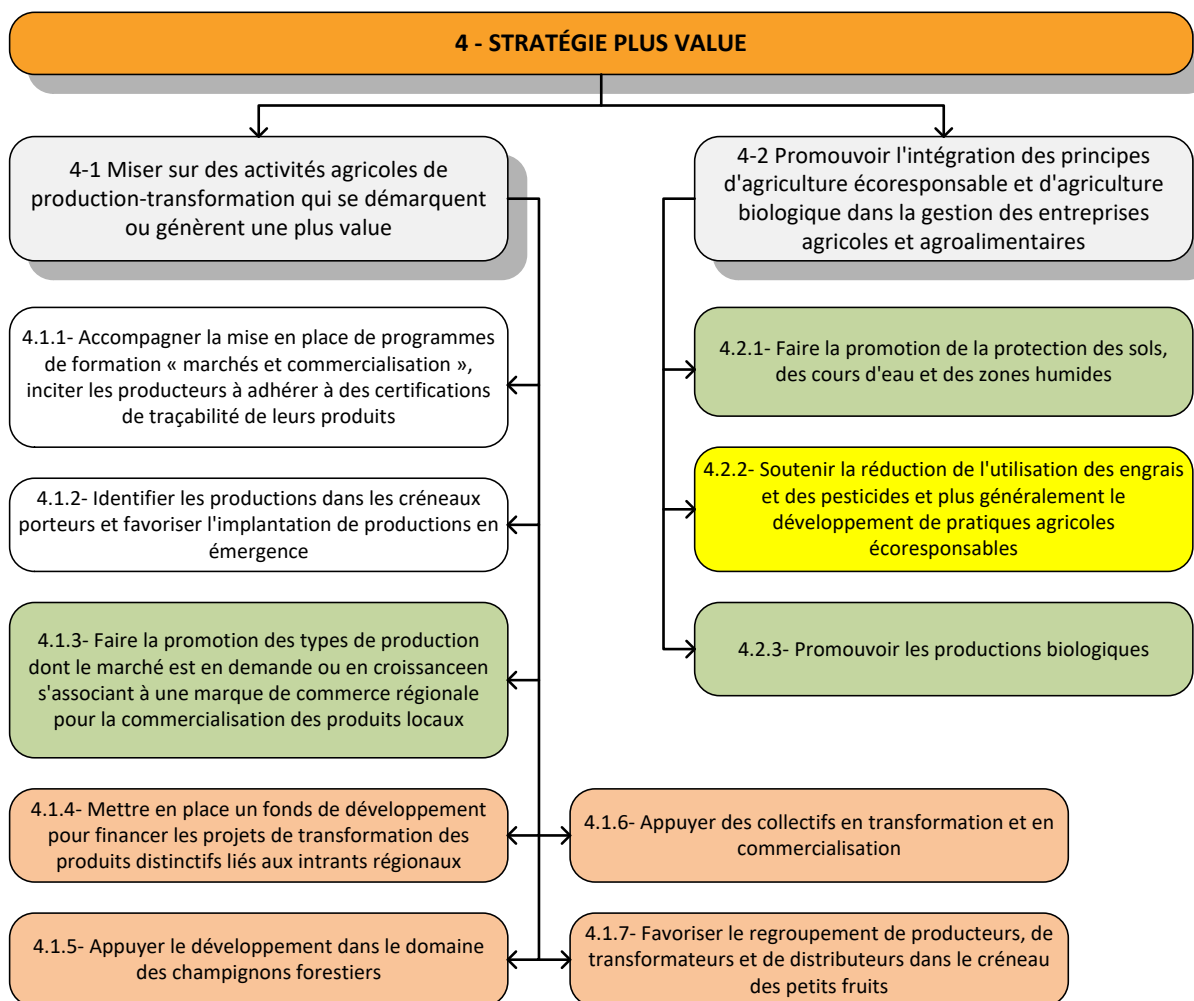 4 - STRATÉGIE PLUS VALUE
4-1 Miser sur des activités agricoles de
production-transformation qui se démarquent
ou génèrent une plus value
4-2 Promouvoir l'intégration des principes
d'agriculture écoresponsable et d'agriculture
biologique dans la gestion des entreprises
agricoles et agroalimentaires
4.1.1- Accompagner la mise en place de programmes
de formation « marchés et commercialisation »,
inciter les producteurs à adhérer à des certifications
de traçabilité de leurs produits
4.1.2- Identifier les productions dans les créneaux
porteurs et favoriser l'implantation de productions en
émergence
4.1.3- Faire la promotion des types de production
dont le marché est en demande ou en croissanceen
s'associant à une marque de commerce régionale
pour la commercialisation des produits locaux
4.1.4- Mettre en place un fonds de développement
pour financer les projets de transformation des
produits distinctifs liés aux intrants régionaux
4.1.5- Appuyer le développement dans le domaine
des champignons forestiers
4.1.6- Appuyer des collectifs en transformation et en
commercialisation
4.1.7- Favoriser le regroupement de producteurs, de
transformateurs et de distributeurs dans le créneau
des petits fruits
4.2.1- Faire la promotion de la protection des sols,
des cours d'eau et des zones humides
4.2.2- Soutenir la réduction de l'utilisation des engrais
et des pesticides et plus généralement le
développement de pratiques agricoles
écoresponsables
4.2.3- Promouvoir les productions biologiques